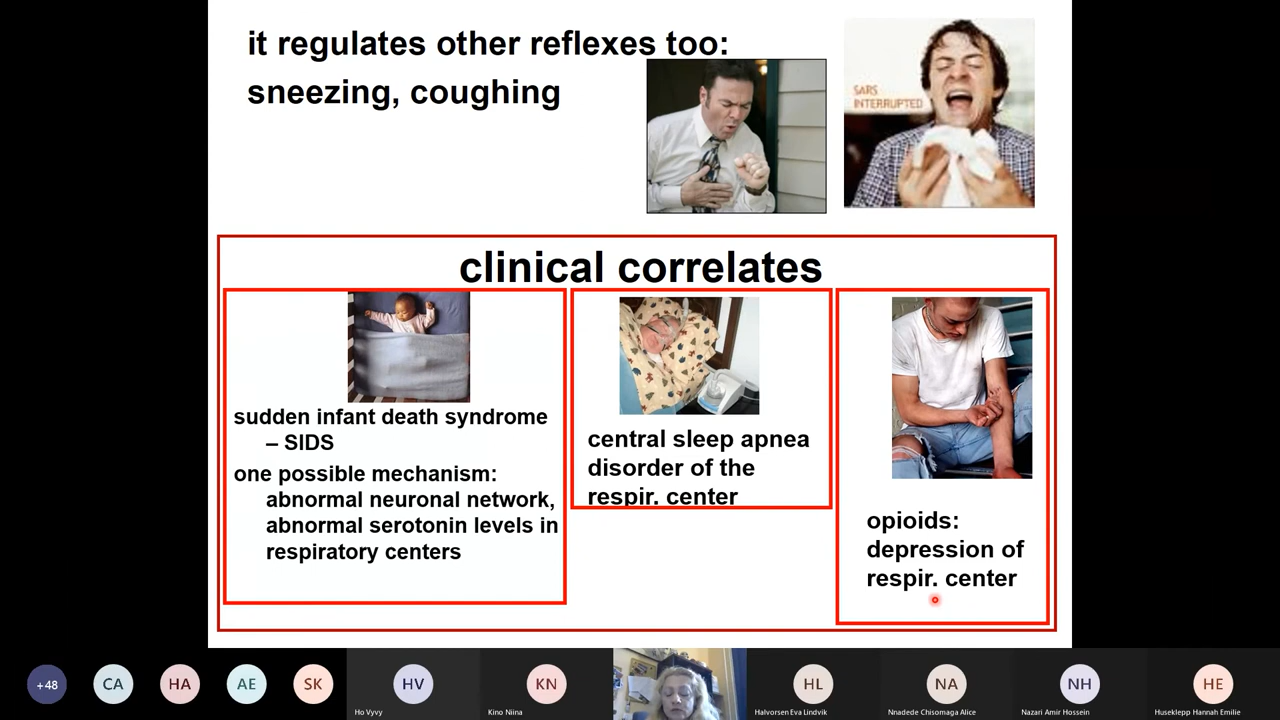 it regulates other reflexes too:
sneezing, coughing
SARS
INTERRUPTED
clinical correlates
sudden infant death syndrome
– SIDS
one possible mechanism:
abnormal neuronal network,
abnormal serotonin levels in
respiratory centers
central sleep apnea
disorder of the
respir. center
opioids:
depression of
respir. center
+48
CA
HA
AE
SK
HV
Ho Vyvy
KN
Kino Niina
HL
Halvorsen Eva Lindvik
NA
Nnadede Chisomaga Alice
NH
Nazari Amir Hossein
HE
Huseklepp Hannah Emilie